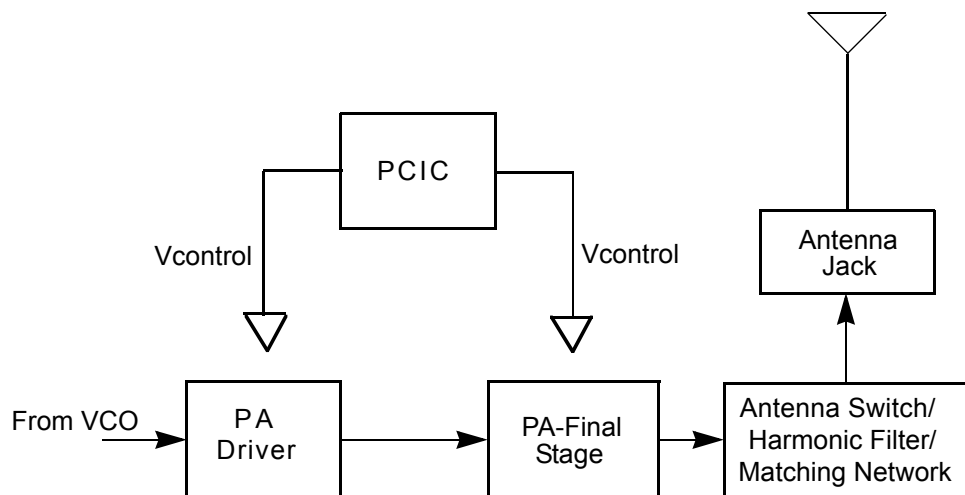 PCIC
Vcontrol
Vcontrol
Antenna
Jack
From VCO
PA
Driver
PA-Final
Stage
Antenna Switch/
Harmonic Filter/
Matching Network